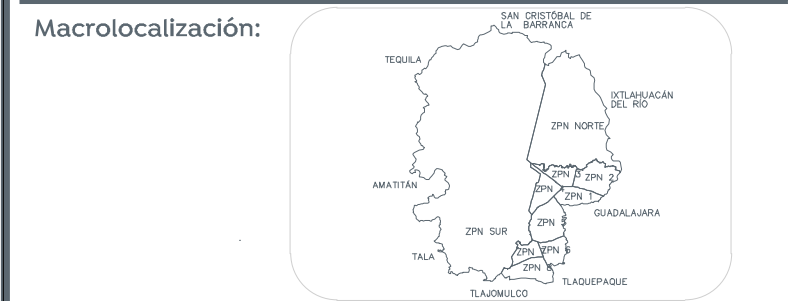 Macrolocalización:
SAN CRISTÓBAL DE
LA BARRANCA
TEQUILA
IXTLAHUACÁN
DEL RÍO
ZPN NORTE
ZPN 3
ZPN 2
AMATITÁN
ZPN
ZPN 1
GUADALAJARA
ZPN 5
ZPN SUR
ZPN
ZPN 6
TALA
ZPN
TLAQUEPAQUE
TLAJOMULCO